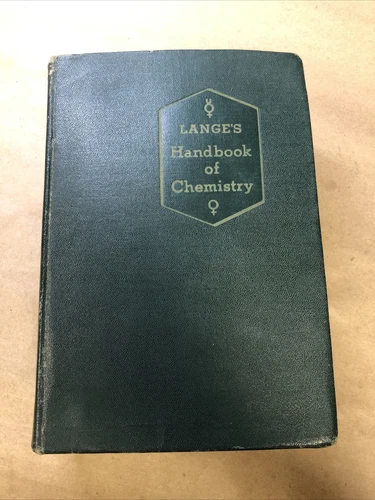 LANGE'S
Handbook
of
Chemistry